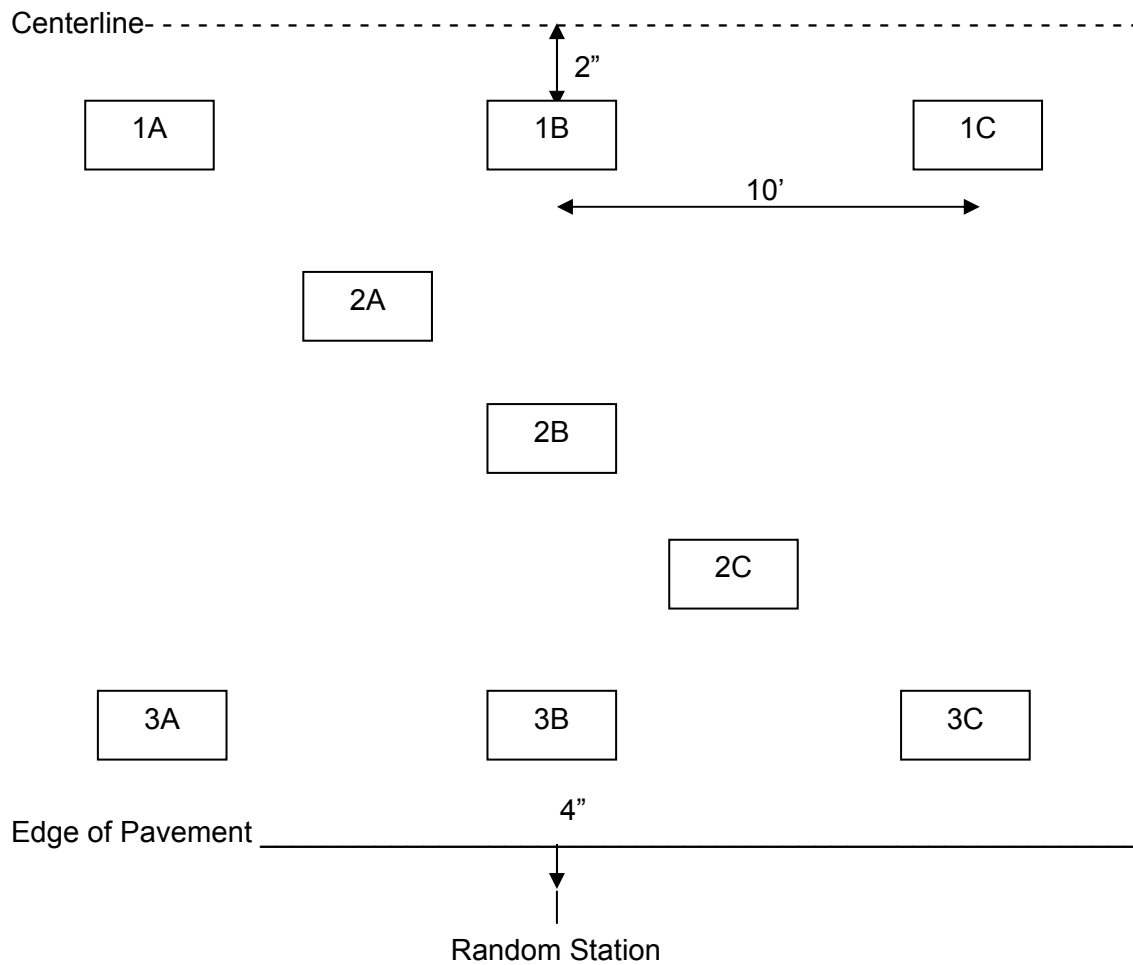 Centerline
2”
1A 1B 1C
10’
2A
2B
2C
3A 3B 3C
4”
Edge of Pavement
Random Station